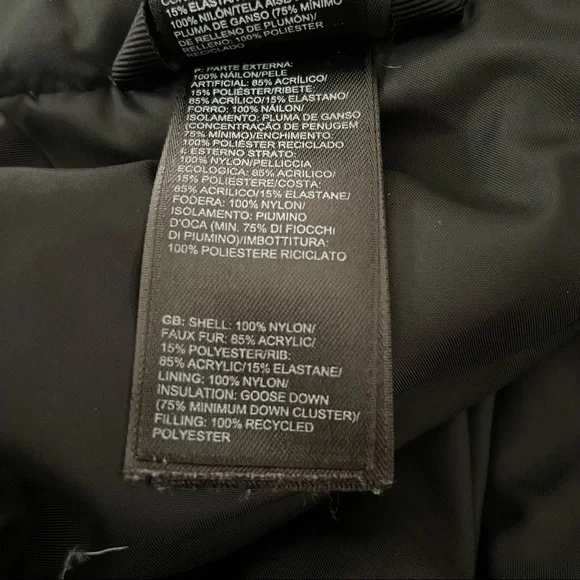 15% ELASTAN
100% NILÓN/TELA AISL
PLUMA DE GANSO (75% MÍNIMO
DE RELLENO DE PLUMÓN)/
RELLENO: 100% POLIÉSTER
RECICLADO
P: PARTE EXTERNA:
100% NÁILON/PELE
ARTIFICIAL: 85% ACRÍLICO/
15% POLIÉSTER/RIBETE:
85% ACRÍLICO/15% ELASTANO/
FORRO: 100% NÁILON/
ISOLAMENTO: PLUMA DE GANSO
(CONCENTRAÇÃO DE PENUGEM
75% MÍNIMO)/ENCHIMENTO:
100% POLIÉSTER RECICLADO
I: ESTERNO STRATO:
100% NYLON/PELLICCIA
ECOLOGICA: 85% ACRILICO/
15% POLIESTERE/COSTA:
85% ACRILICO/15% ELASTANE/
FODERA: 100% NYLON/
ISOLAMENTO: PIUMINO
D'OCA (MIN. 75% DI FIOCCHI
DI PIUMINO)/IMBOTTITURA:
100% POLIESTERE RICICLATO
GB: SHELL: 100% NYLON/
FAUX FUR: 85% ACRYLIC/
15% POLYESTER/RIB:
85% ACRYLIC/15% ELASTANE/
LINING: 100% NYLON/
INSULATION: GOOSE DOWN
(75% MINIMUM DOWN CLUSTER)/
FILLING: 100% RECYCLED
POLYESTER